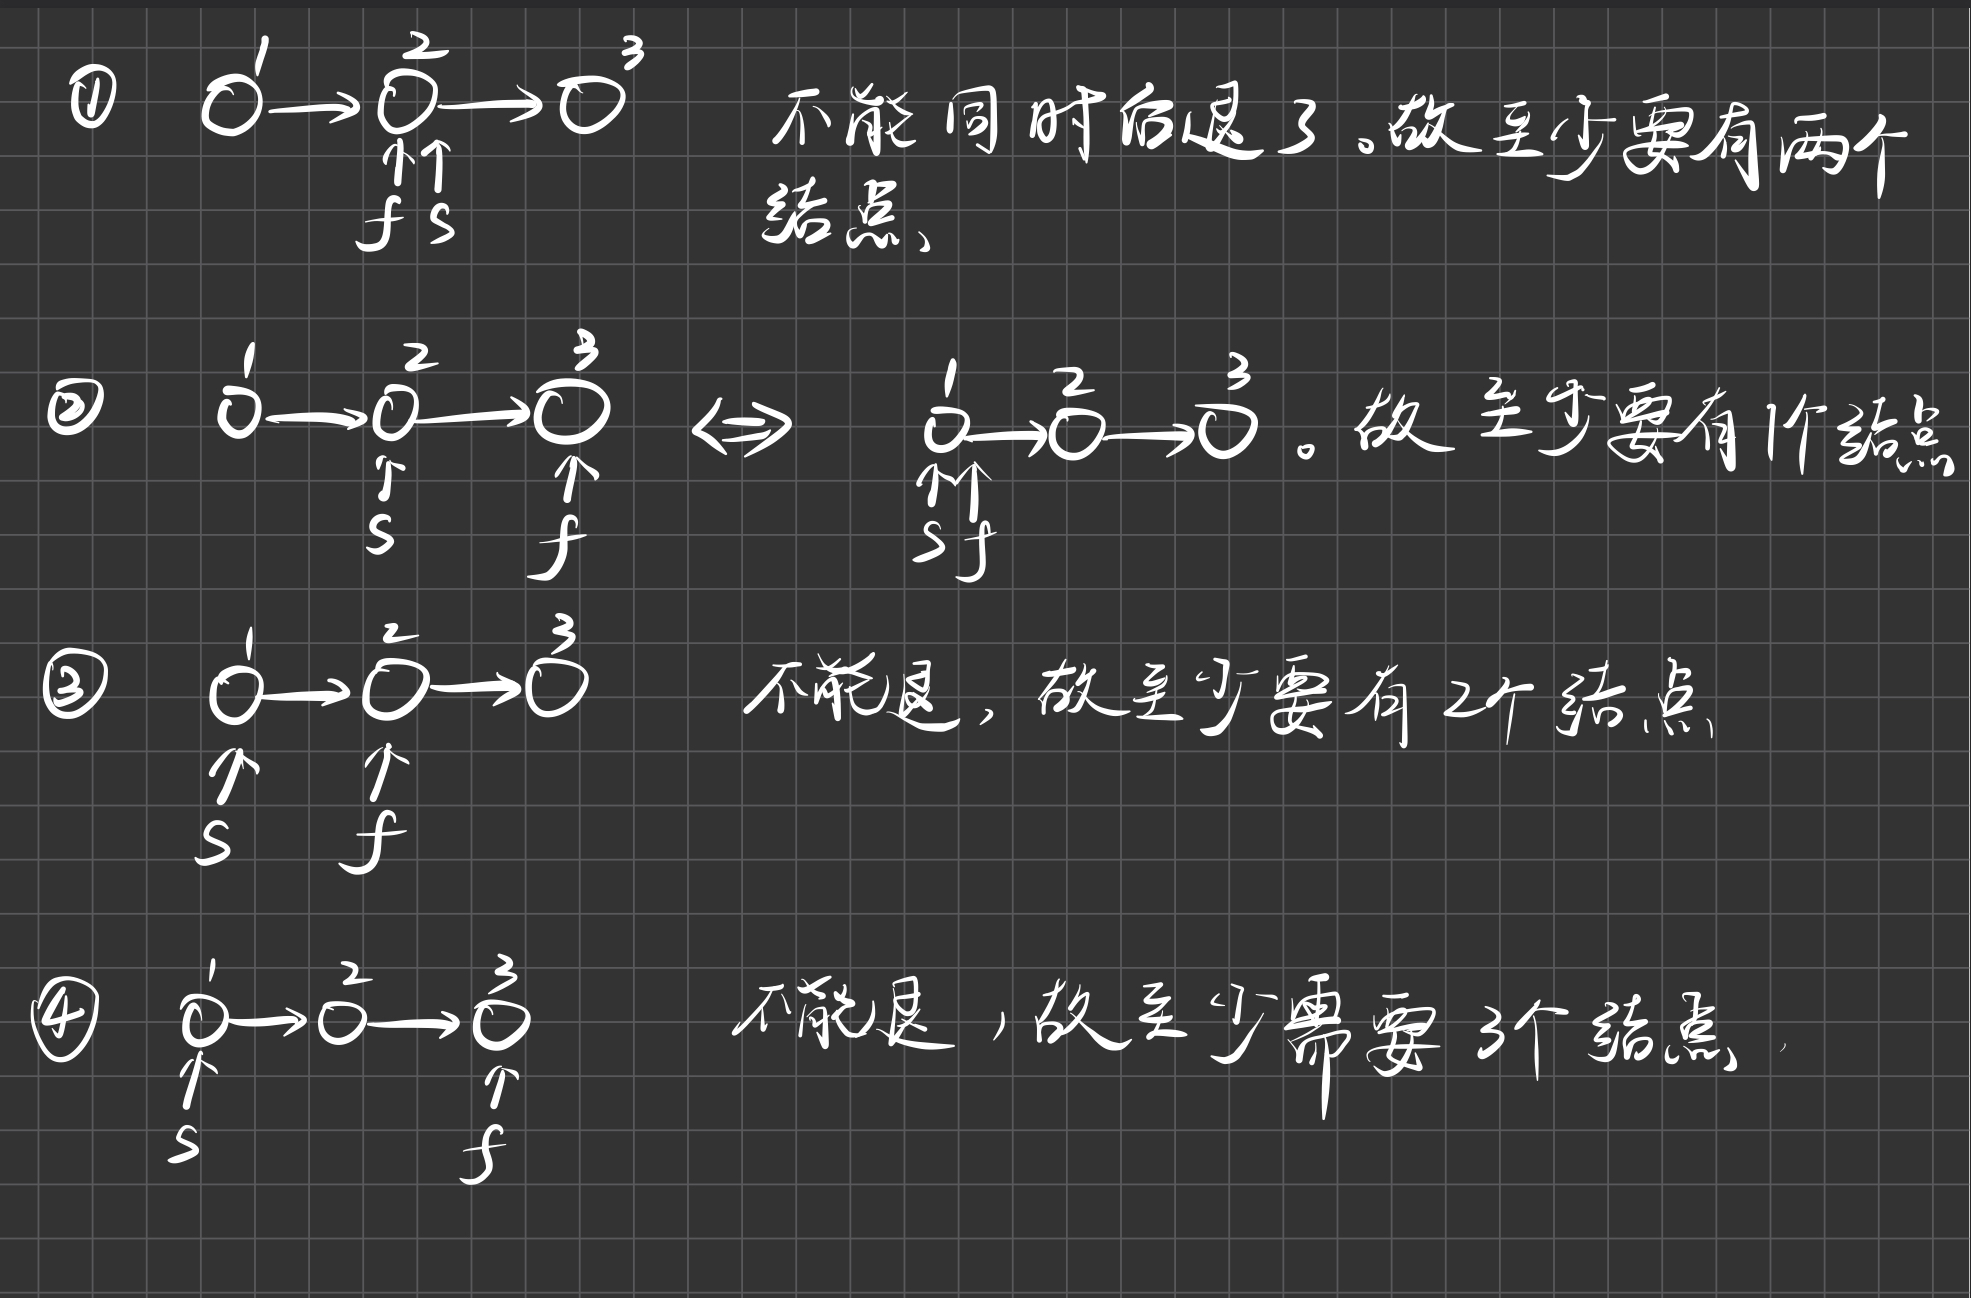 ① 1 2 3 不能同时后退了。故至少要有两个
f s 结点、
② 1 2 3 ⇔ 1 2 3 。故至少要有1个结点
s f s f
③ 1 2 3 不能退，故至少要有2个结点、
s f
④ 1 2 3 不能退，故至少需要3个结点、
s f